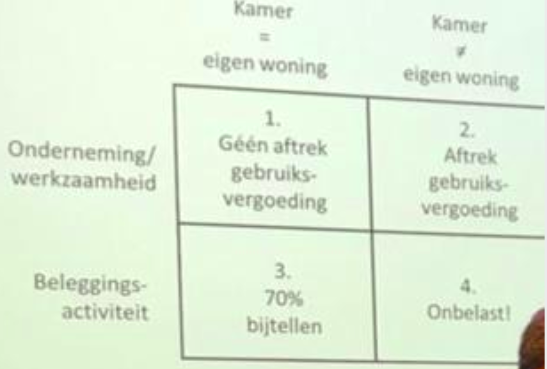 Kamer
=
eigen woning
Kamer
≠
eigen woning
Onderneming/
werkzaamheid
1.
Géén aftrek
gebruiks-
vergoeding
2.
Aftrek
gebruiks-
vergoeding
Beleggings-
activiteit
3.
70%
bijtellen
4.
Onbelast!